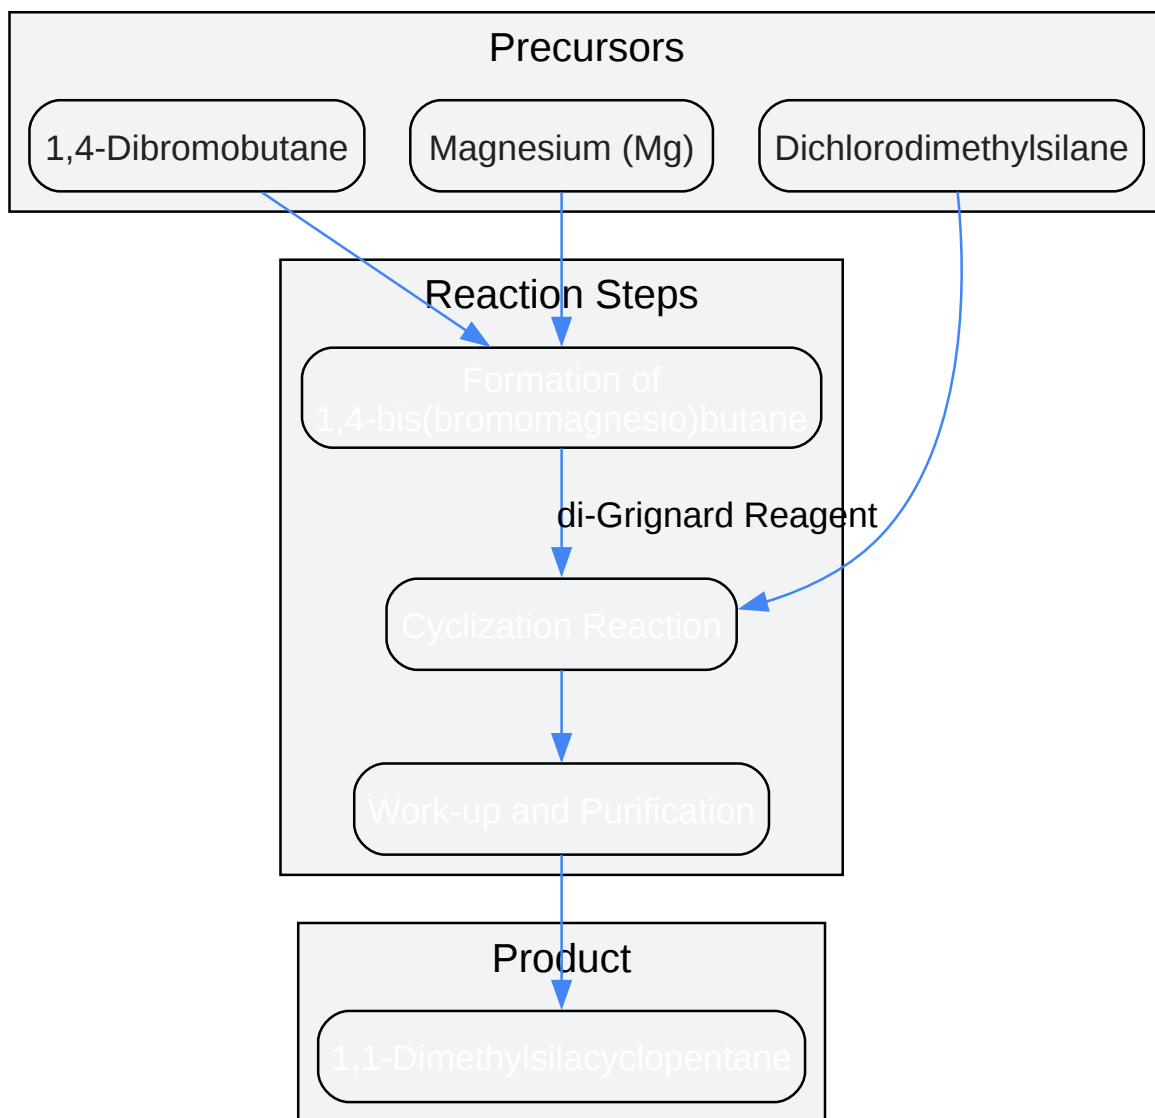 Precursors
1,4-Dibromobutane
Magnesium (Mg)
Dichlorodimethylsilane
Reaction Steps
Formation of
1,4-bis(bromomagnesio)butane
di-Grignard Reagent
Cyclization Reaction
Work-up and Purification
Product
1,1-Dimethylsilacyclopentane